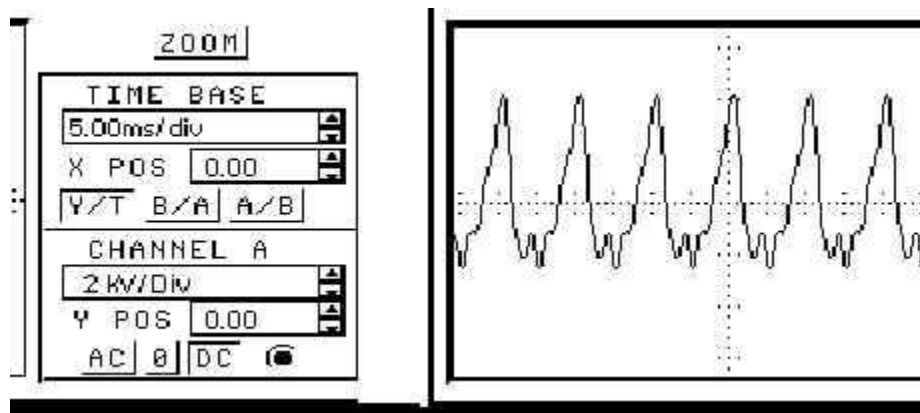 ZOOM
TIME BASE
5.00ms/div
X POS 0.00
Y/T B/A A/B
CHANNEL A
2 kV/Div
Y POS 0.00
AC 0 DC